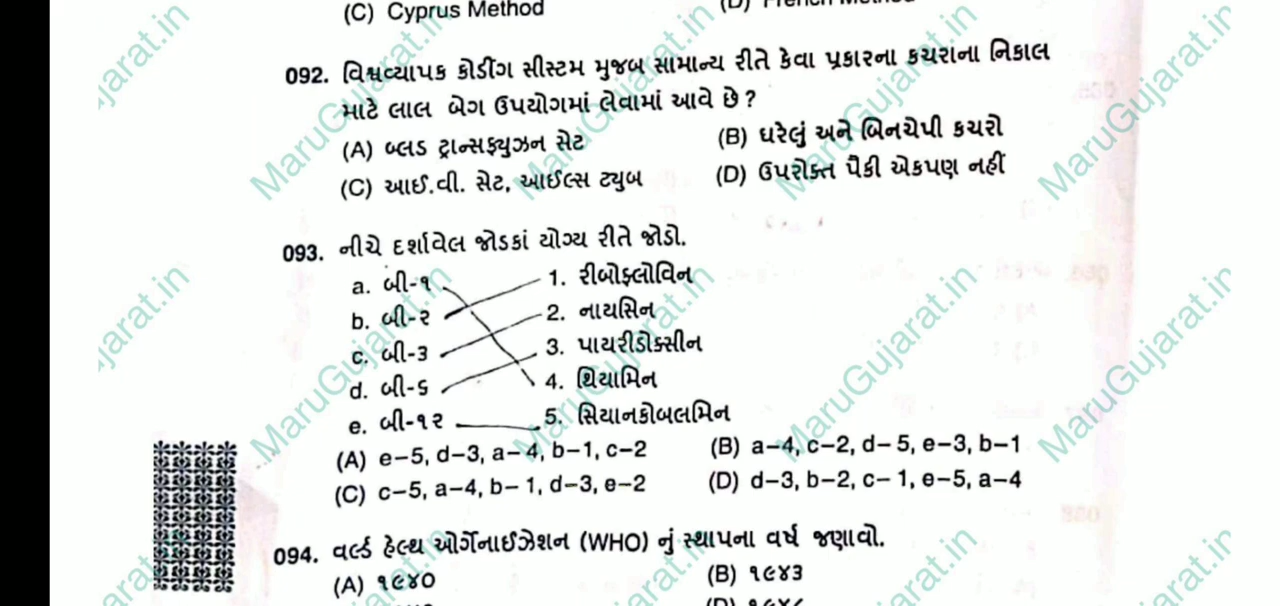 (C) Cyprus Method
092. વિશ્વવ્યાપક કોડીંગ સીસ્ટમ મુજબ સામાન્ય રીતે કેવા પ્રકારના કચરાના નિકાલ
માટે લાલ બેગ ઉપયોગમાં લેવામાં આવે છે ?
(A) બ્લડ ટ્રાન્સફ્યુઝન સેટ (B) ઘરેલું અને બિનચેપી કચરો
(C) આઈ.વી. સેટ, આઈલ્સ ટ્યુબ (D) ઉપરોક્ત પૈકી એકપણ નહીં
093. નીચે દર્શાવેલ જોડકાં યોગ્ય રીતે જોડો.
a. બી-૧ 1. રીબોફ્લોવિન
b. બી-૨ 2. નાયસિન
c. બી-૩ 3. પાયરીડોક્સીન
d. બી-૬ 4. થિયામિન
e. બી-૧૨ 5. સિયાનકોબલમિન
(A) e–5, d–3, a–4, b–1, c–2 (B) a–4, c–2, d–5, e–3, b–1
(C) c–5, a–4, b–1, d–3, e–2 (D) d–3, b–2, c–1, e–5, a–4
094. વર્લ્ડ હેલ્થ ઓર્ગેનાઈઝેશન (WHO) નું સ્થાપના વર્ષ જણાવો.
(A) ૧૯૪૦ (B) ૧૯૪૩
MaruGujarat.in